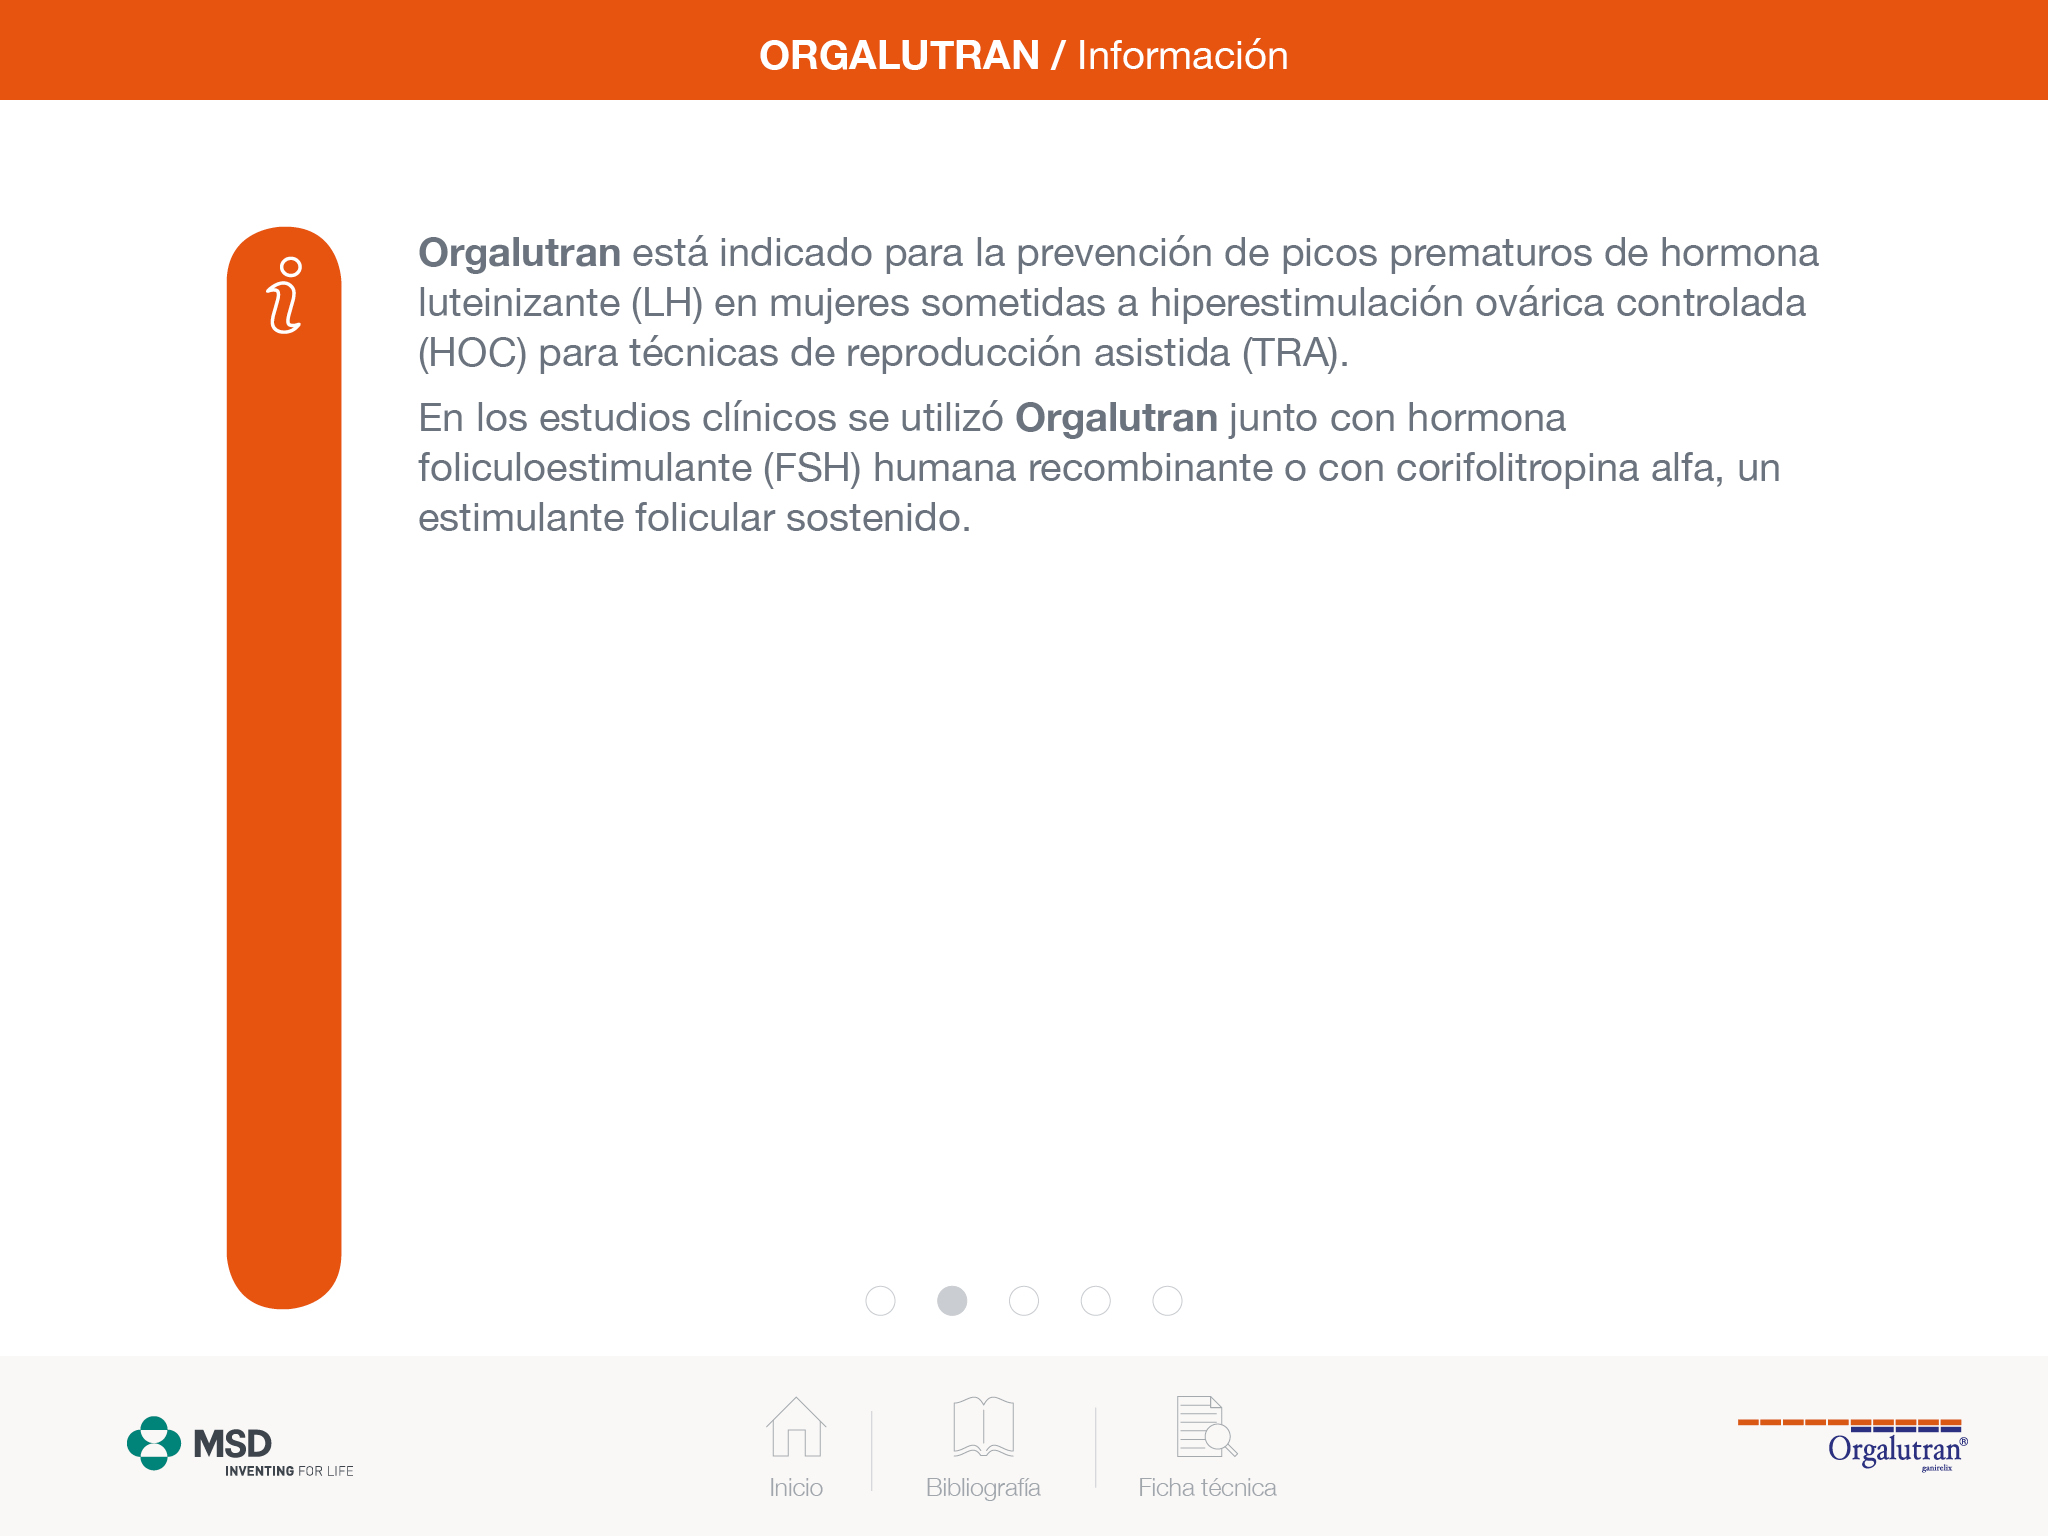 ORGALUTRAN / Información
Orgalutran está indicado para la prevención de picos prematuros de hormona
luteinizante (LH) en mujeres sometidas a hiperestimulación ovárica controlada
(HOC) para técnicas de reproducción asistida (TRA).
En los estudios clínicos se utilizó Orgalutran junto con hormona
foliculoestimulante (FSH) humana recombinante o con corifolitropina alfa, un
estimulante folicular sostenido.
MSD
INVENTING FOR LIFE
Inicio
Bibliografía
Ficha técnica
Orgalutran®
ganirelix